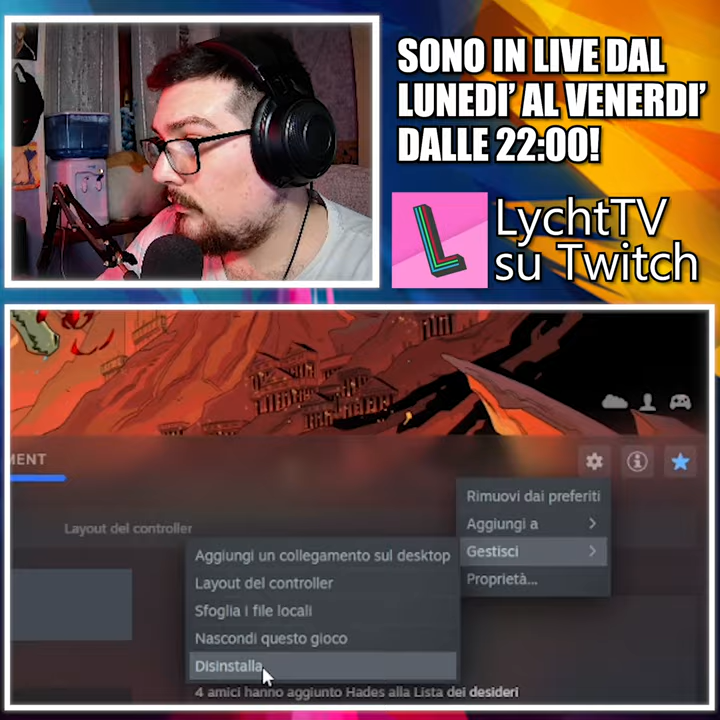 SONO IN LIVE DAL
LUNEDI' AL VENERDI'
DALLE 22:00!
L
LychtTV
su Twitch
MENT
Layout del controller
Rimuovi dai preferiti
Aggiungi a
Gestisci
Proprietà...
Aggiungi un collegamento sul desktop
Layout del controller
Sfoglia i file locali
Nascondi questo gioco
Disinstalla
4 amici hanno aggiunto Hades alla Lista dei desideri